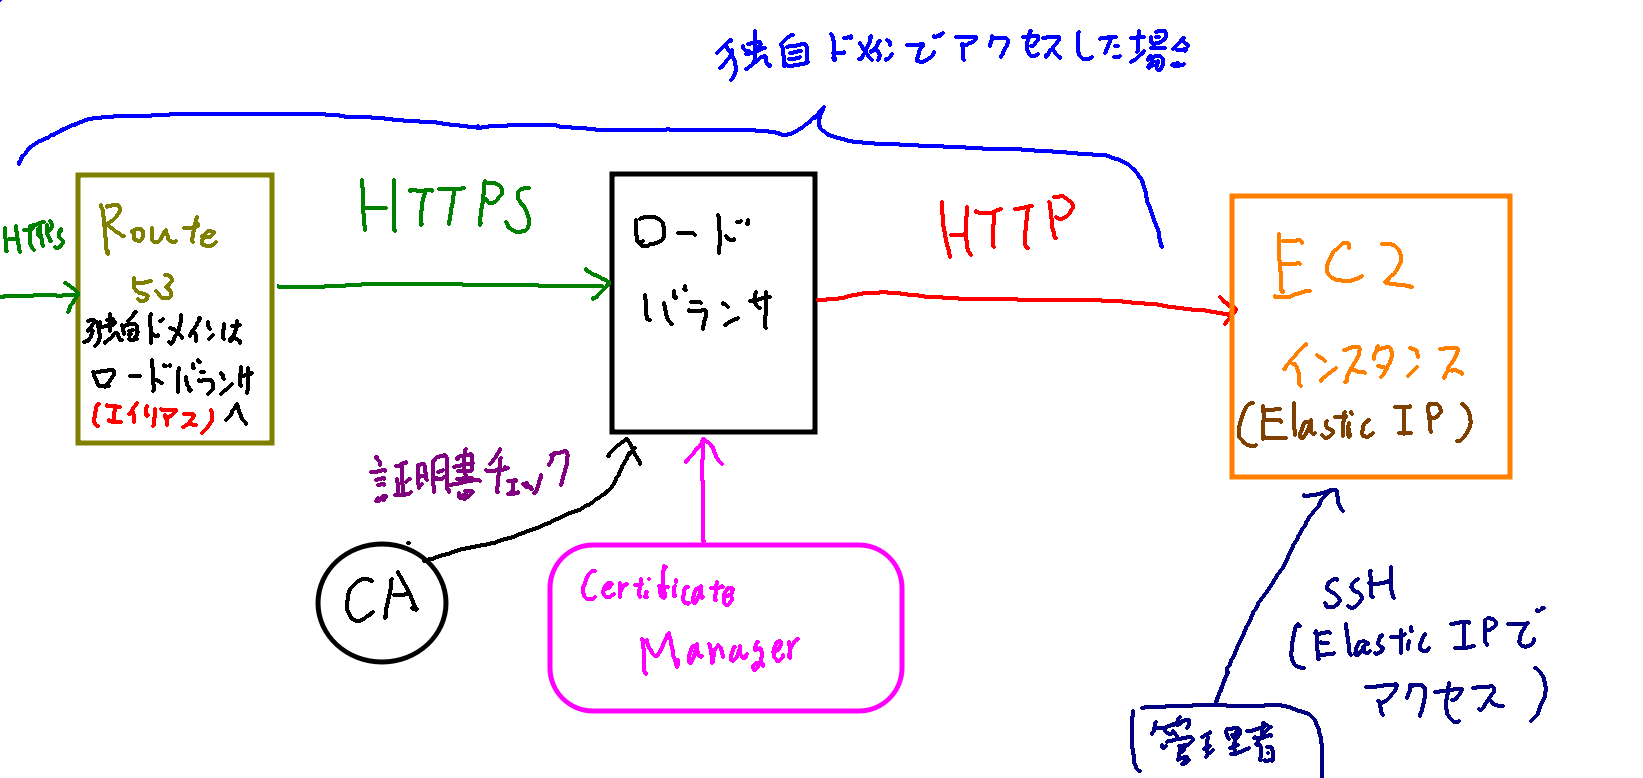 独自ドメインでアクセスした場合
HTTPS
Route
53
独自ドメインは
ロードバランサ
(エイリアス)へ
HTTPS
ロード
バランサ
HTTP
EC2
インスタンス
(Elastic IP)
証明書チェック
CA
Certificate
Manager
SSH
(Elastic IPで
アクセス)
管理者